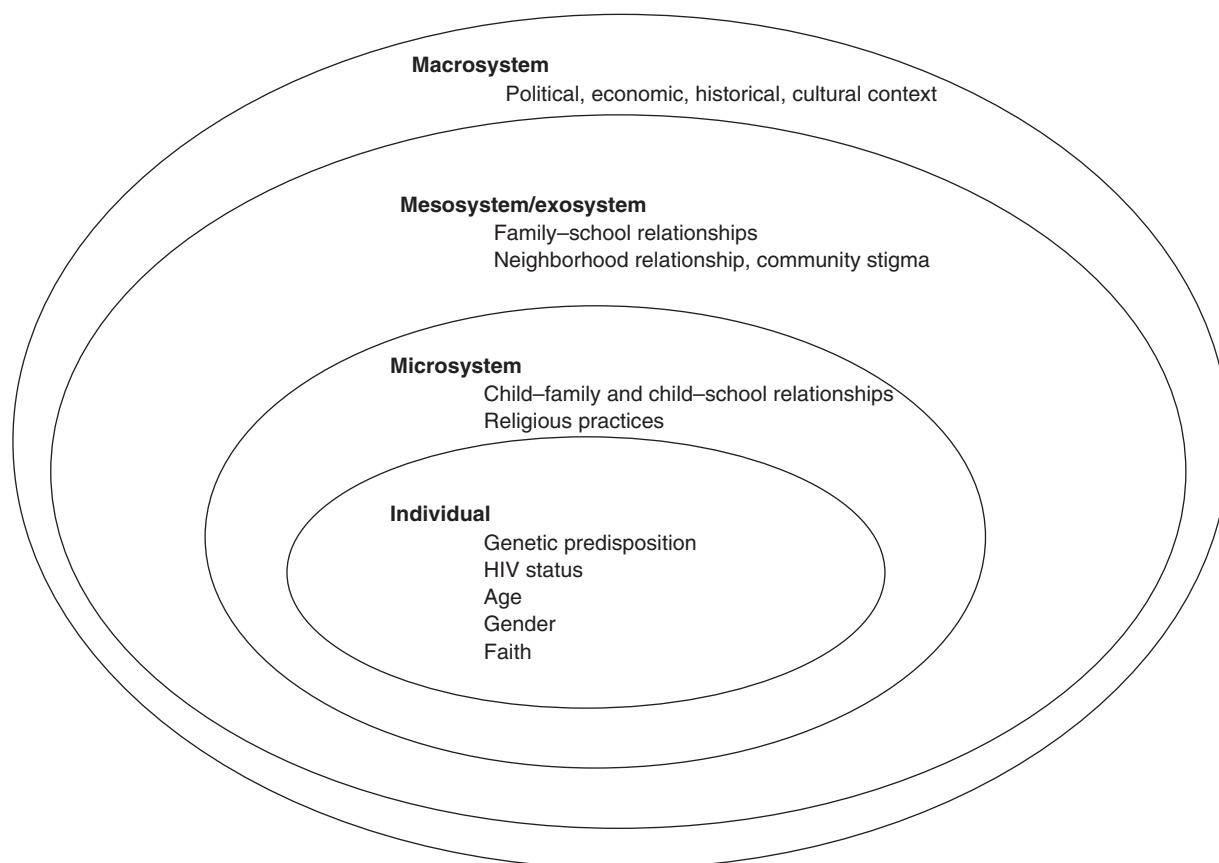 Macrosystem
Political, economic, historical, cultural context
Mesosystem/exosystem
Family–school relationships
Neighborhood relationship, community stigma
Microsystem
Child–family and child–school relationships
Religious practices
Individual
Genetic predisposition
HIV status
Age
Gender
Faith